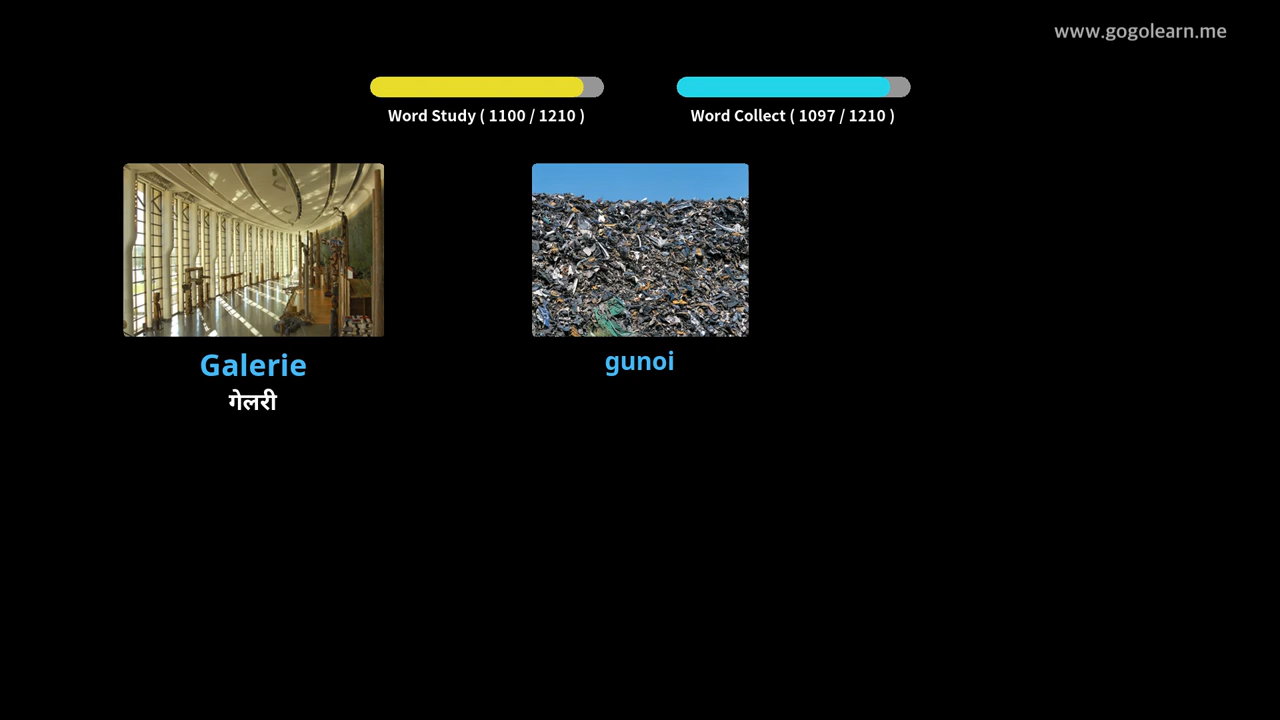 www.gogolearn.me
Word Study ( 1100 / 1210 )
Word Collect ( 1097 / 1210 )
Galerie
गेलरी
gunoi